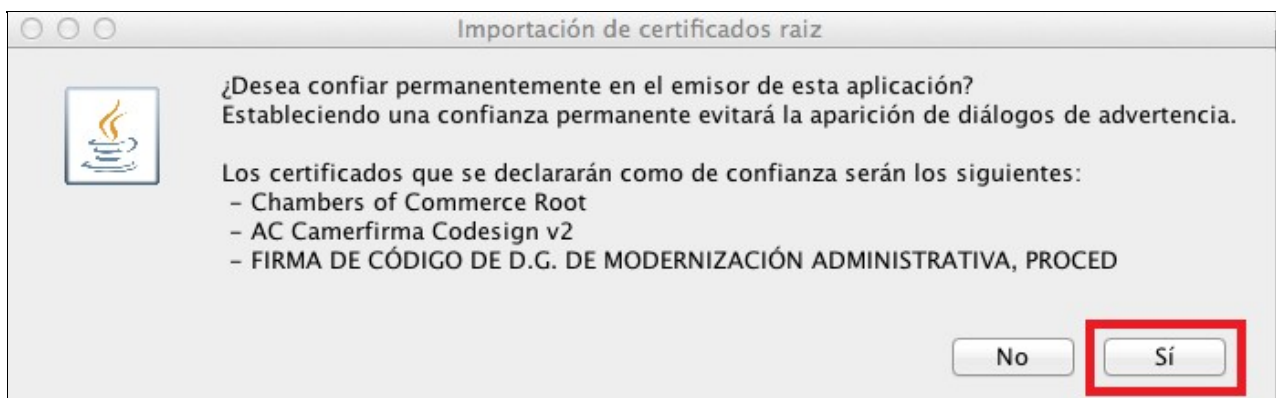 Importación de certificados raiz
¿Desea confiar permanentemente en el emisor de esta aplicación?
Estableciendo una confianza permanente evitará la aparición de diálogos de advertencia.
Los certificados que se declararán como de confianza serán los siguientes:
– Chambers of Commerce Root
– AC Camerfirma Codesign v2
– FIRMA DE CÓDIGO DE D.G. DE MODERNIZACIÓN ADMINISTRATIVA, PROCED
No Sí